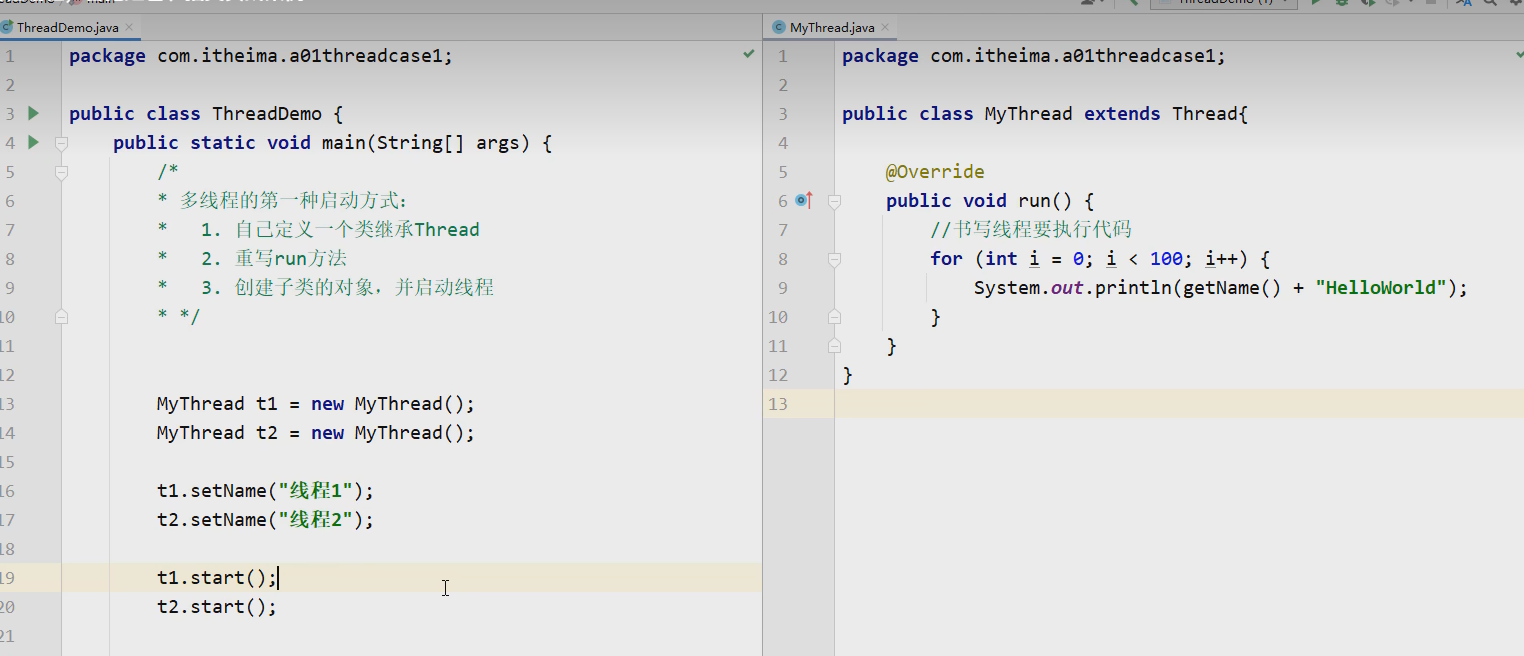 ThreadDemo.java
1 package com.itheima.a01threadcase1;
2
3 public class ThreadDemo {
4 public static void main(String[] args) {
5 /*
6 * 多线程的第一种启动方式:
7 * 1. 自己定义一个类继承Thread
8 * 2. 重写run方法
9 * 3. 创建子类的对象，并启动线程
10 * */
11
12
13 MyThread t1 = new MyThread();
14 MyThread t2 = new MyThread();
15
16 t1.setName("线程1");
17 t2.setName("线程2");
18
19 t1.start();
20 t2.start();
21
MyThread.java
1 package com.itheima.a01threadcase1;
2
3 public class MyThread extends Thread{
4
5 @Override
6 public void run() {
7 //书写线程要执行代码
8 for (int i = 0; i < 100; i++) {
9 System.out.println(getName() + "HelloWorld");
10 }
11 }
12 }
13